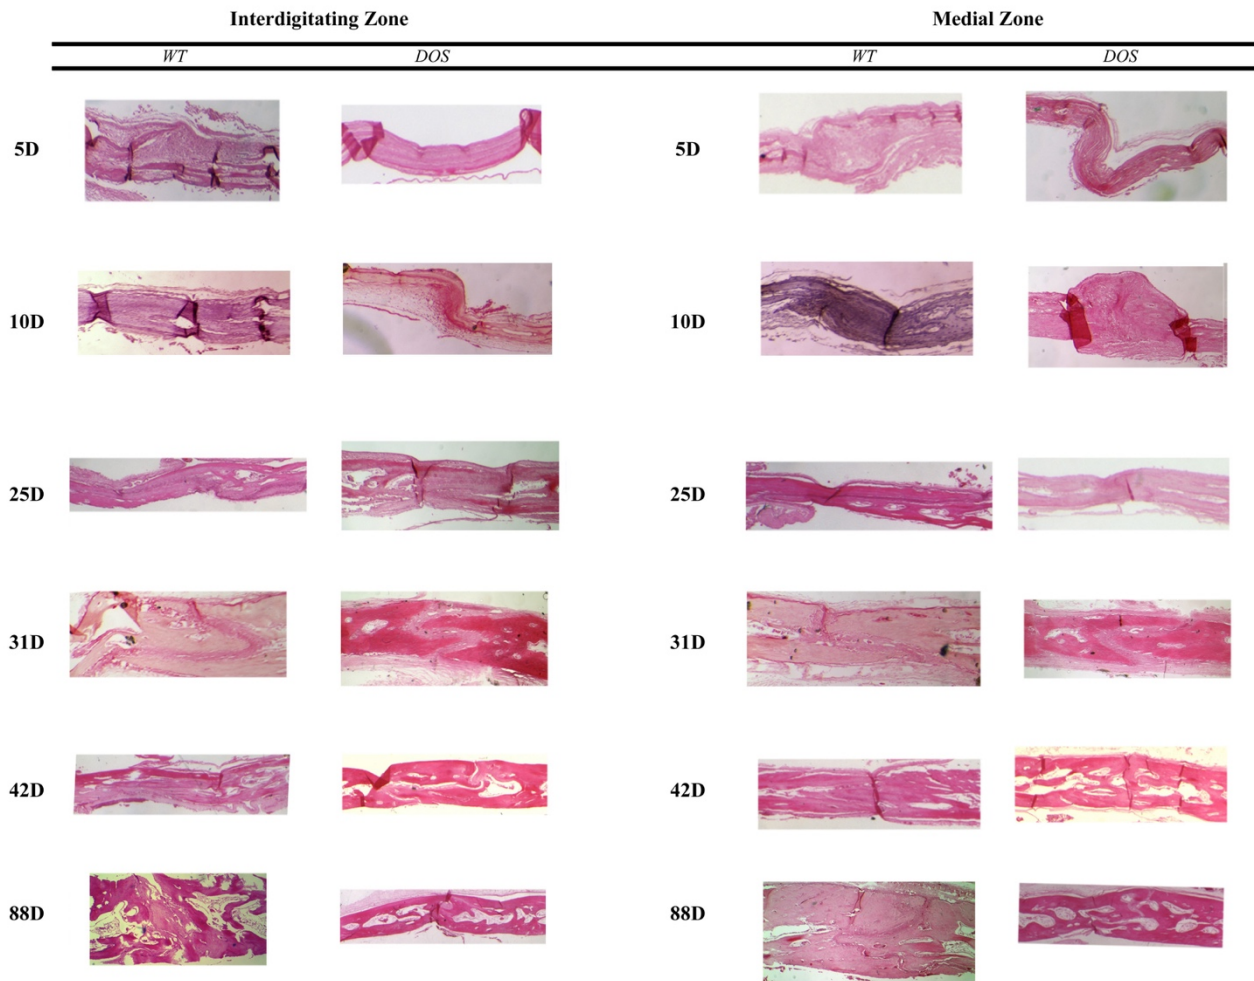 Interdigitating Zone Medial Zone
WT DOS WT DOS
5D 5D
10D 10D
25D 25D
31D 31D
42D 42D
88D 88D